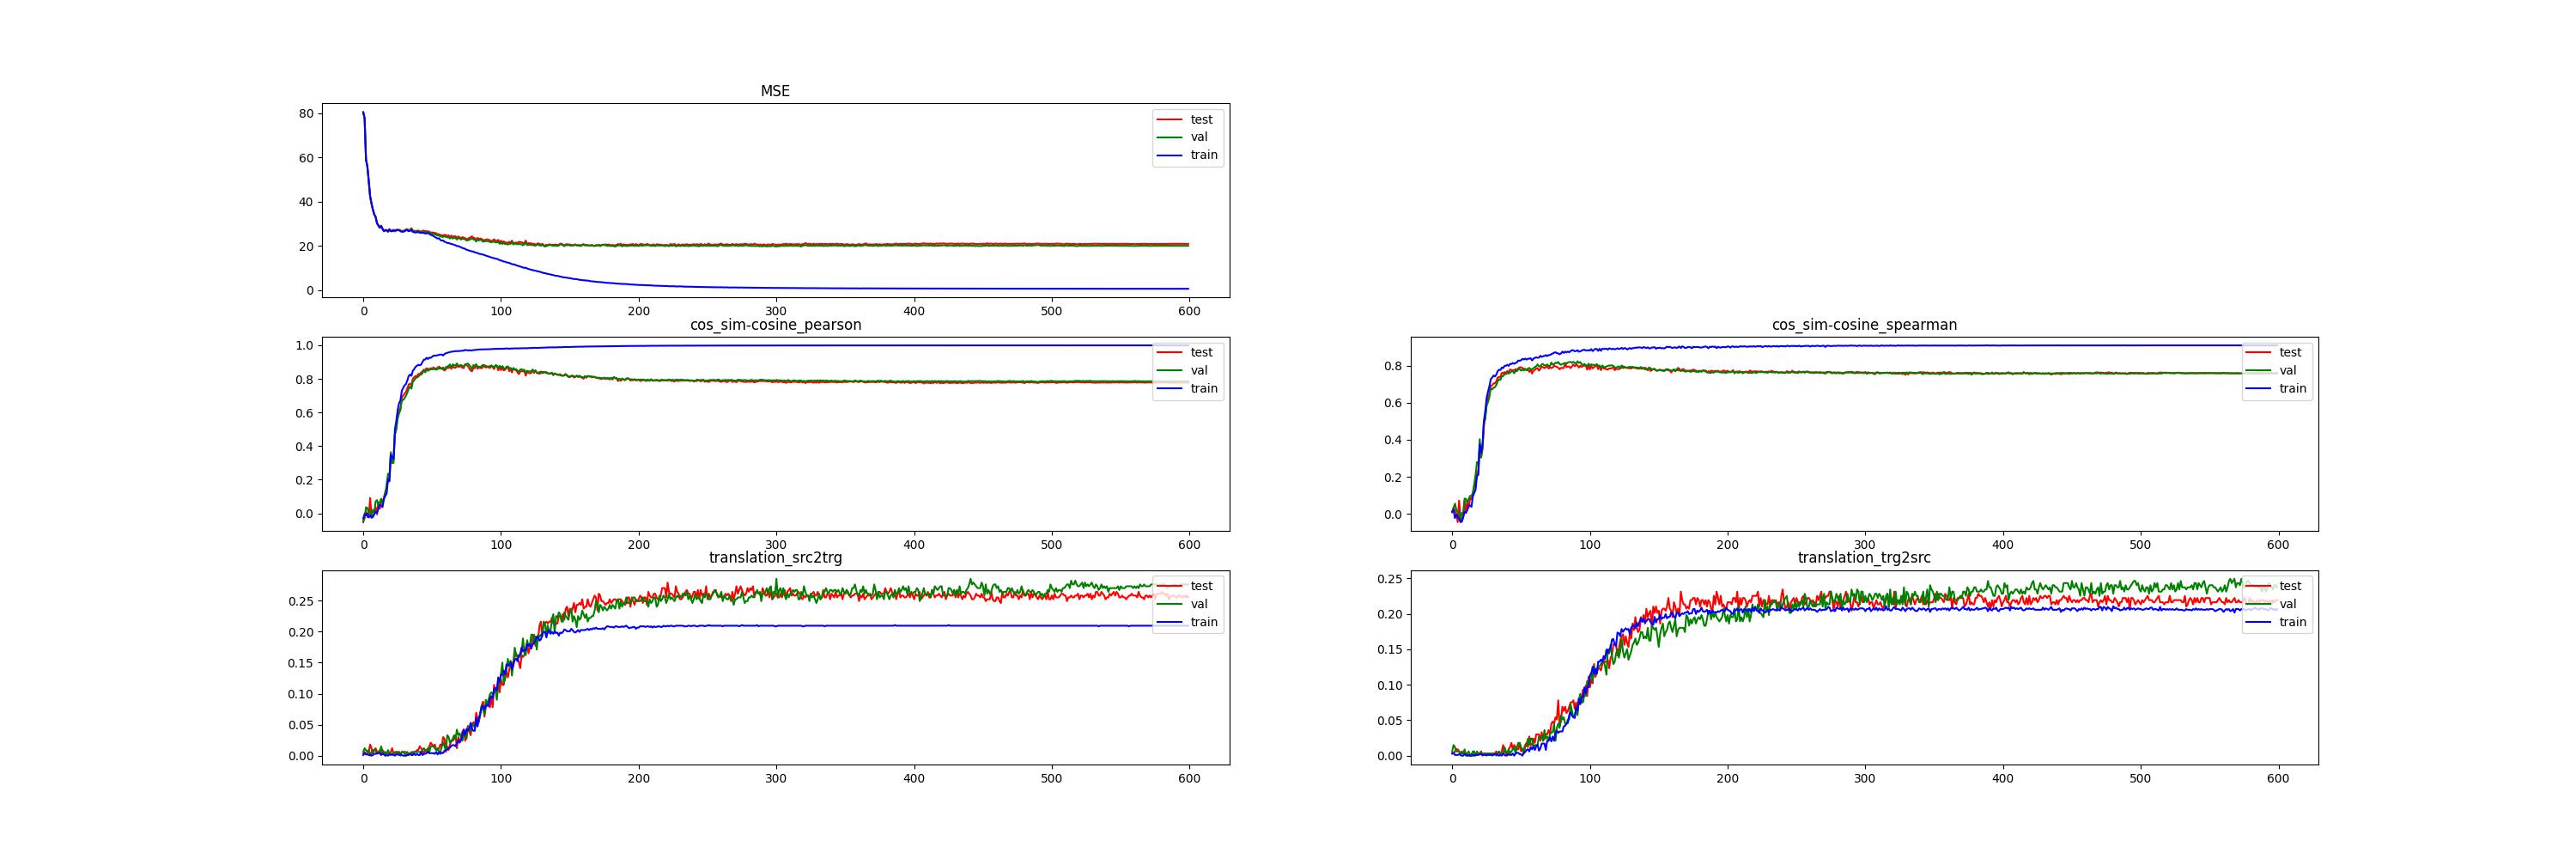 MSE
80
60
40
20
0
test
val
train
0 100 200 300 400 500 600
cos_sim-cosine_pearson
1.0
0.8
0.6
0.4
0.2
0.0
test
val
train
0 100 200 300 400 500 600
cos_sim-cosine_spearman
0.8
0.6
0.4
0.2
0.0
test
val
train
0 100 200 300 400 500 600
translation_src2trg
0.25
0.20
0.15
0.10
0.05
0.00
test
val
train
0 100 200 300 400 500 600
translation_trg2src
0.25
0.20
0.15
0.10
0.05
0.00
test
val
train
0 100 200 300 400 500 600